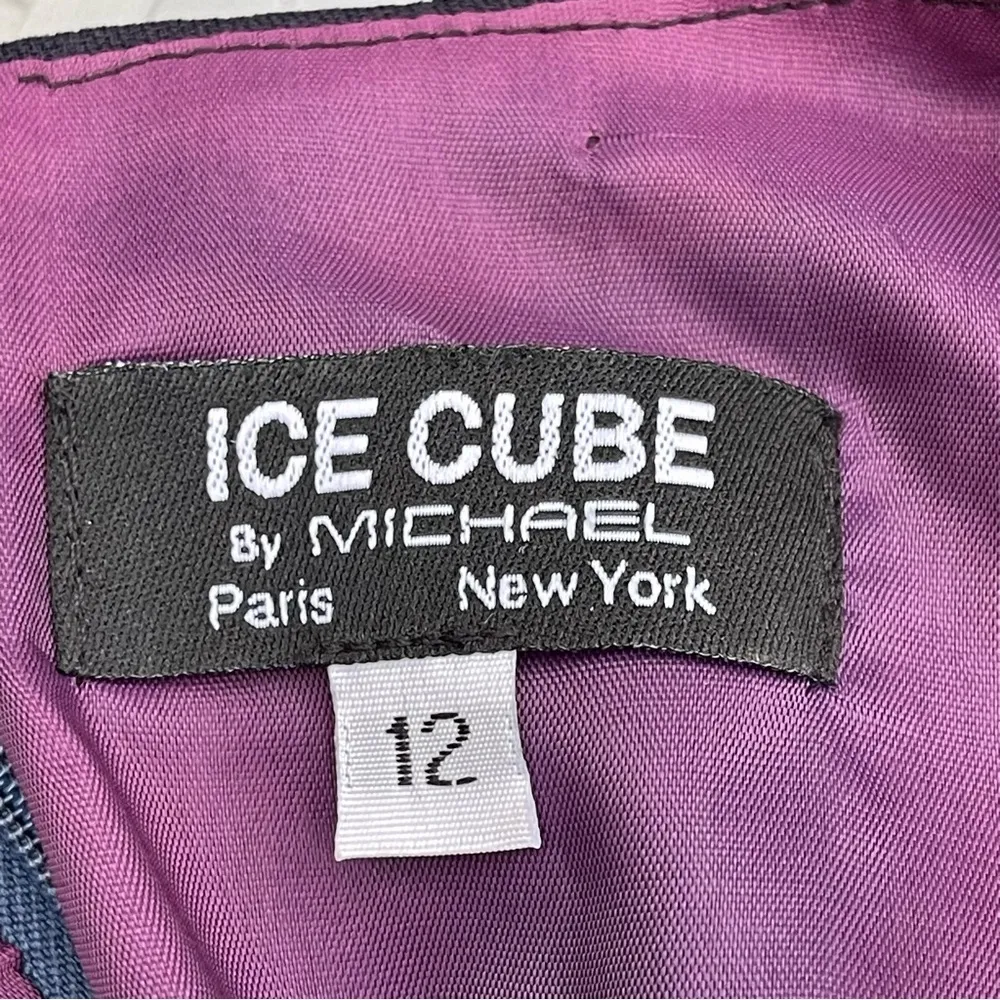 ICE CUBE
By MICHAEL
Paris New York
12